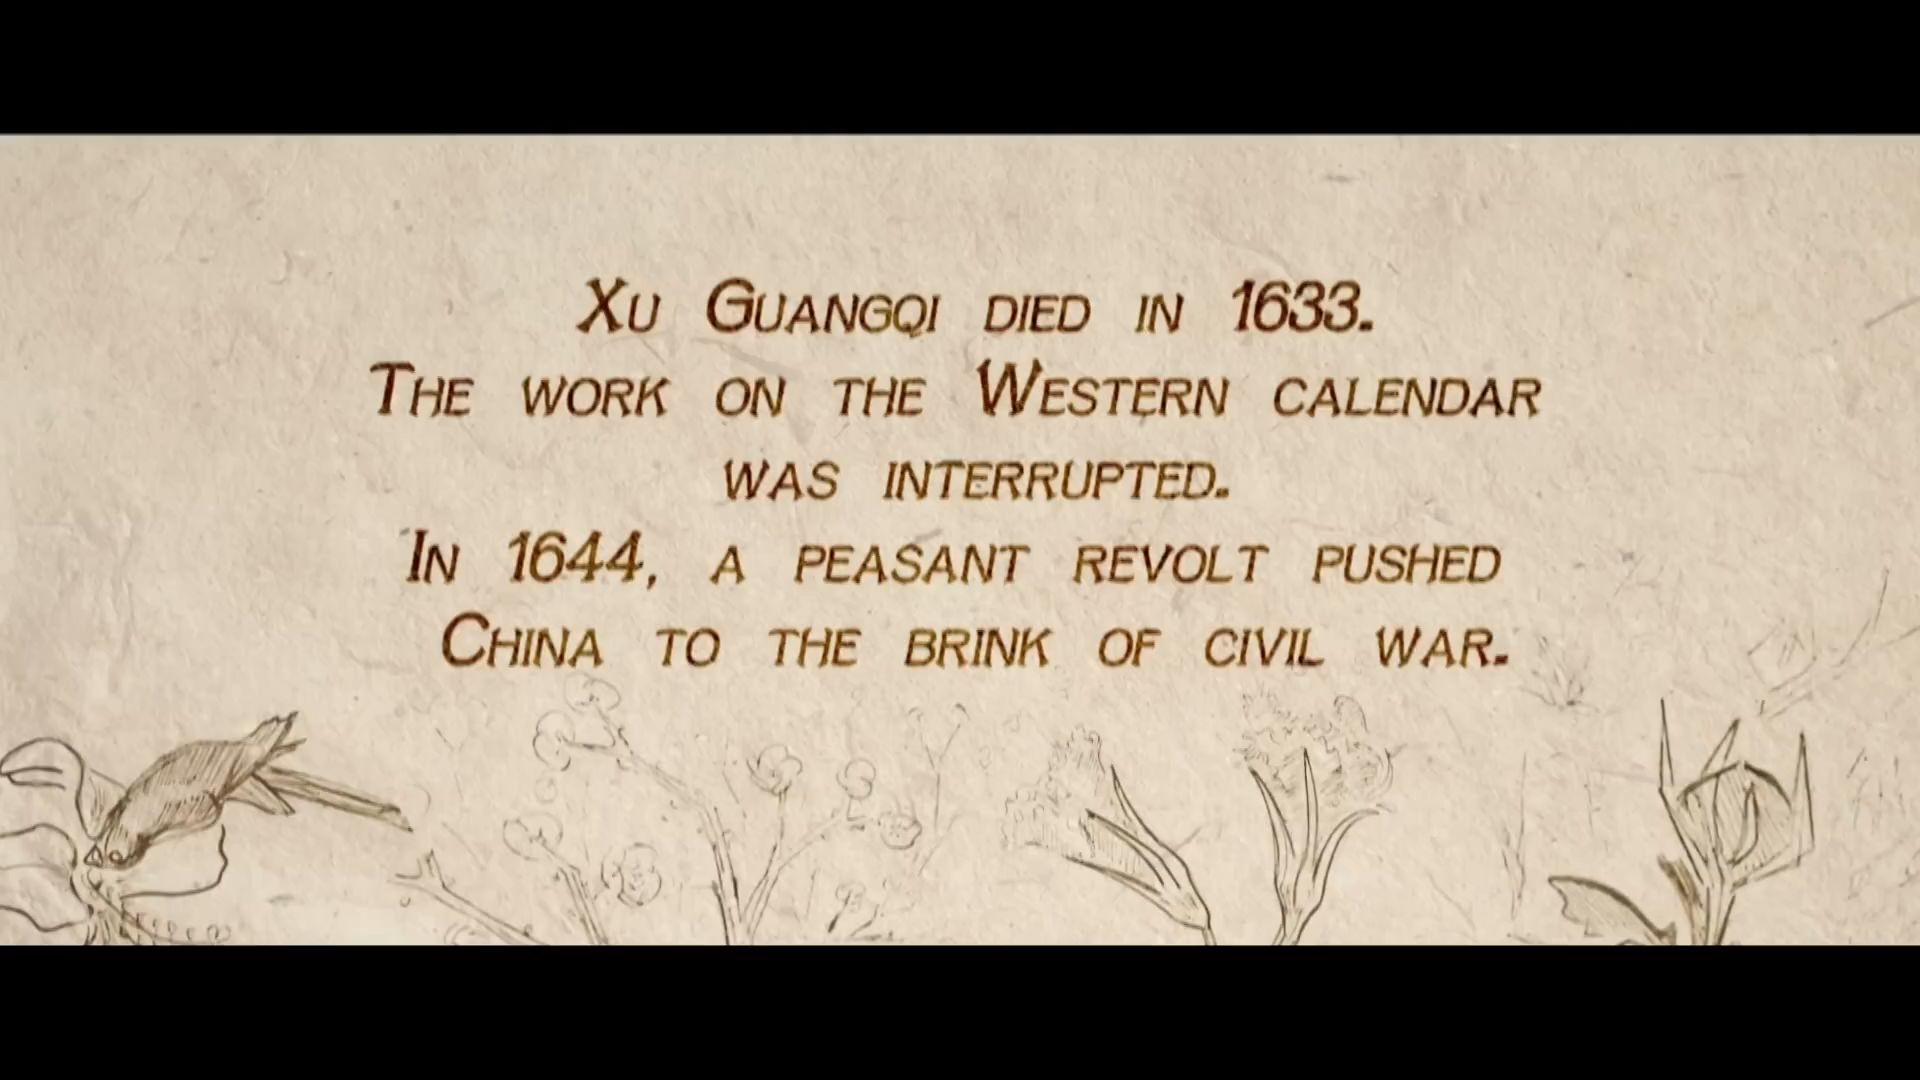 Xu Guangqi died in 1633.
The work on the Western calendar
was interrupted.
In 1644, a peasant revolt pushed
China to the brink of civil war.